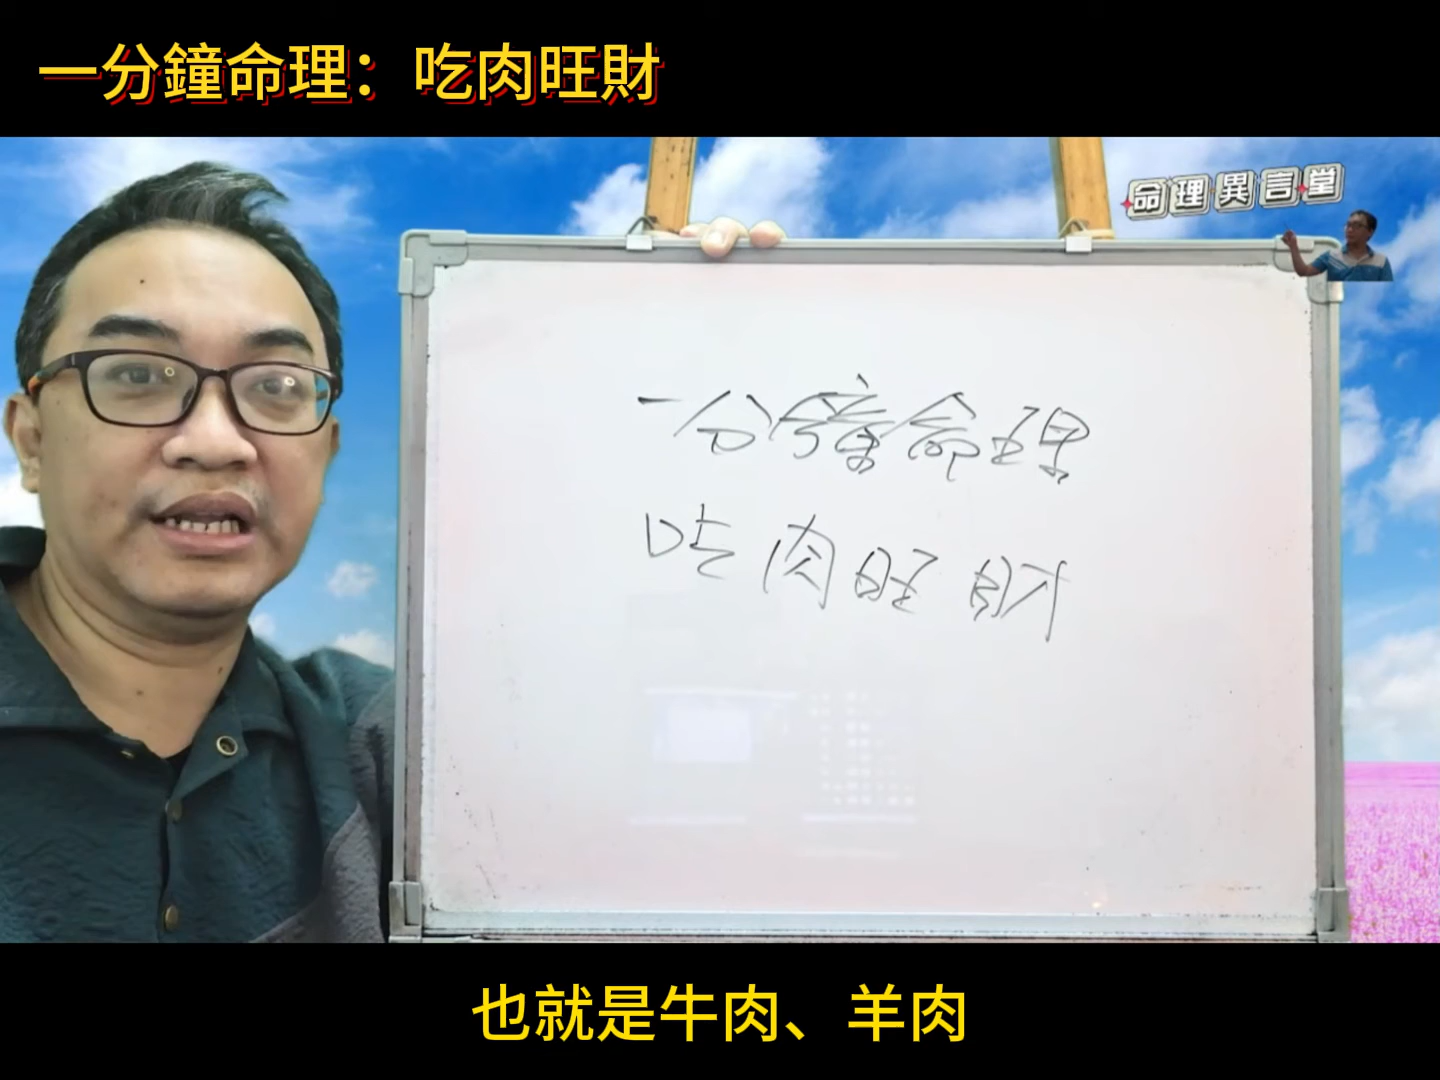 一分鐘命理：吃肉旺財
命理異言堂
一分鐘命理
吃肉旺財
也就是牛肉、羊肉